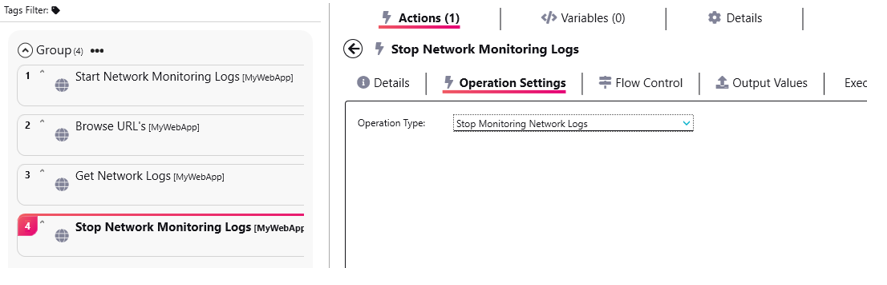 Tags Filter:
Actions (1)
Variables (0)
Details
Group (4) •••
Stop Network Monitoring Logs
1 Start Network Monitoring Logs [MyWebApp]
Details
Operation Settings
Flow Control
Output Values
Operation Type: Stop Monitoring Network Logs
2 Browse URL's [MyWebApp]
3 Get Network Logs [MyWebApp]
4 Stop Network Monitoring Logs [MyWebApp